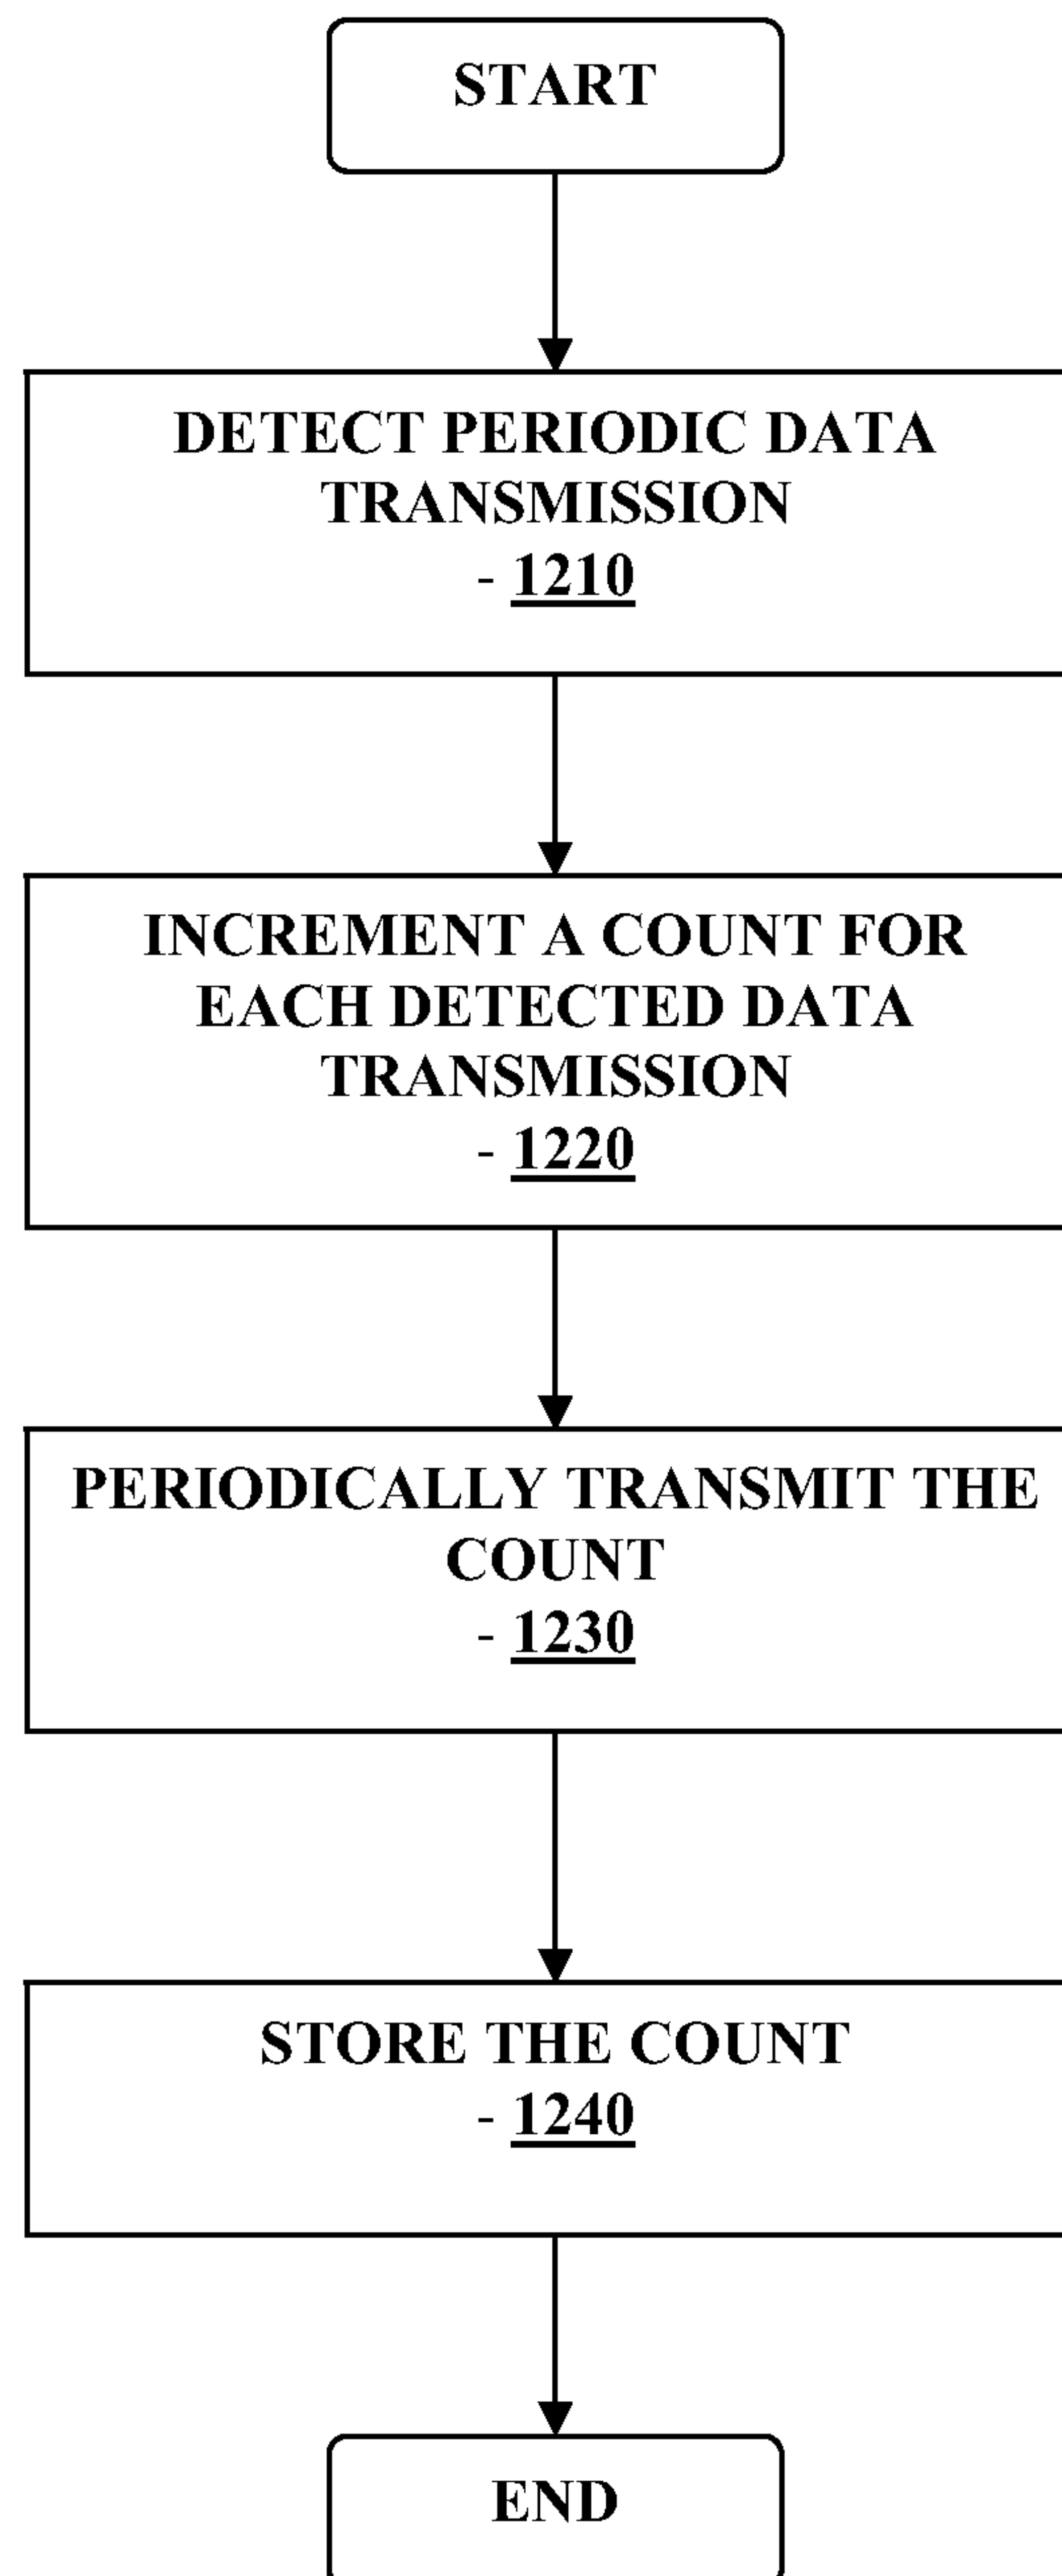 START
DETECT PERIODIC DATA
TRANSMISSION
- 1210
INCREMENT A COUNT FOR
EACH DETECTED DATA
TRANSMISSION
- 1220
PERIODICALLY TRANSMIT THE
COUNT
- 1230
STORE THE COUNT
- 1240
END